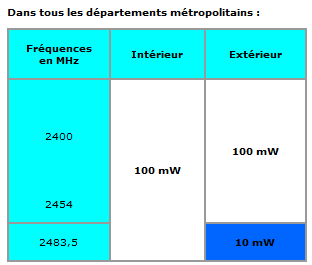 Dans tous les départements métropolitains :
Fréquences
en MHz
Intérieur
Extérieur
2400
100 mW
100 mW
2454
2483,5
10 mW